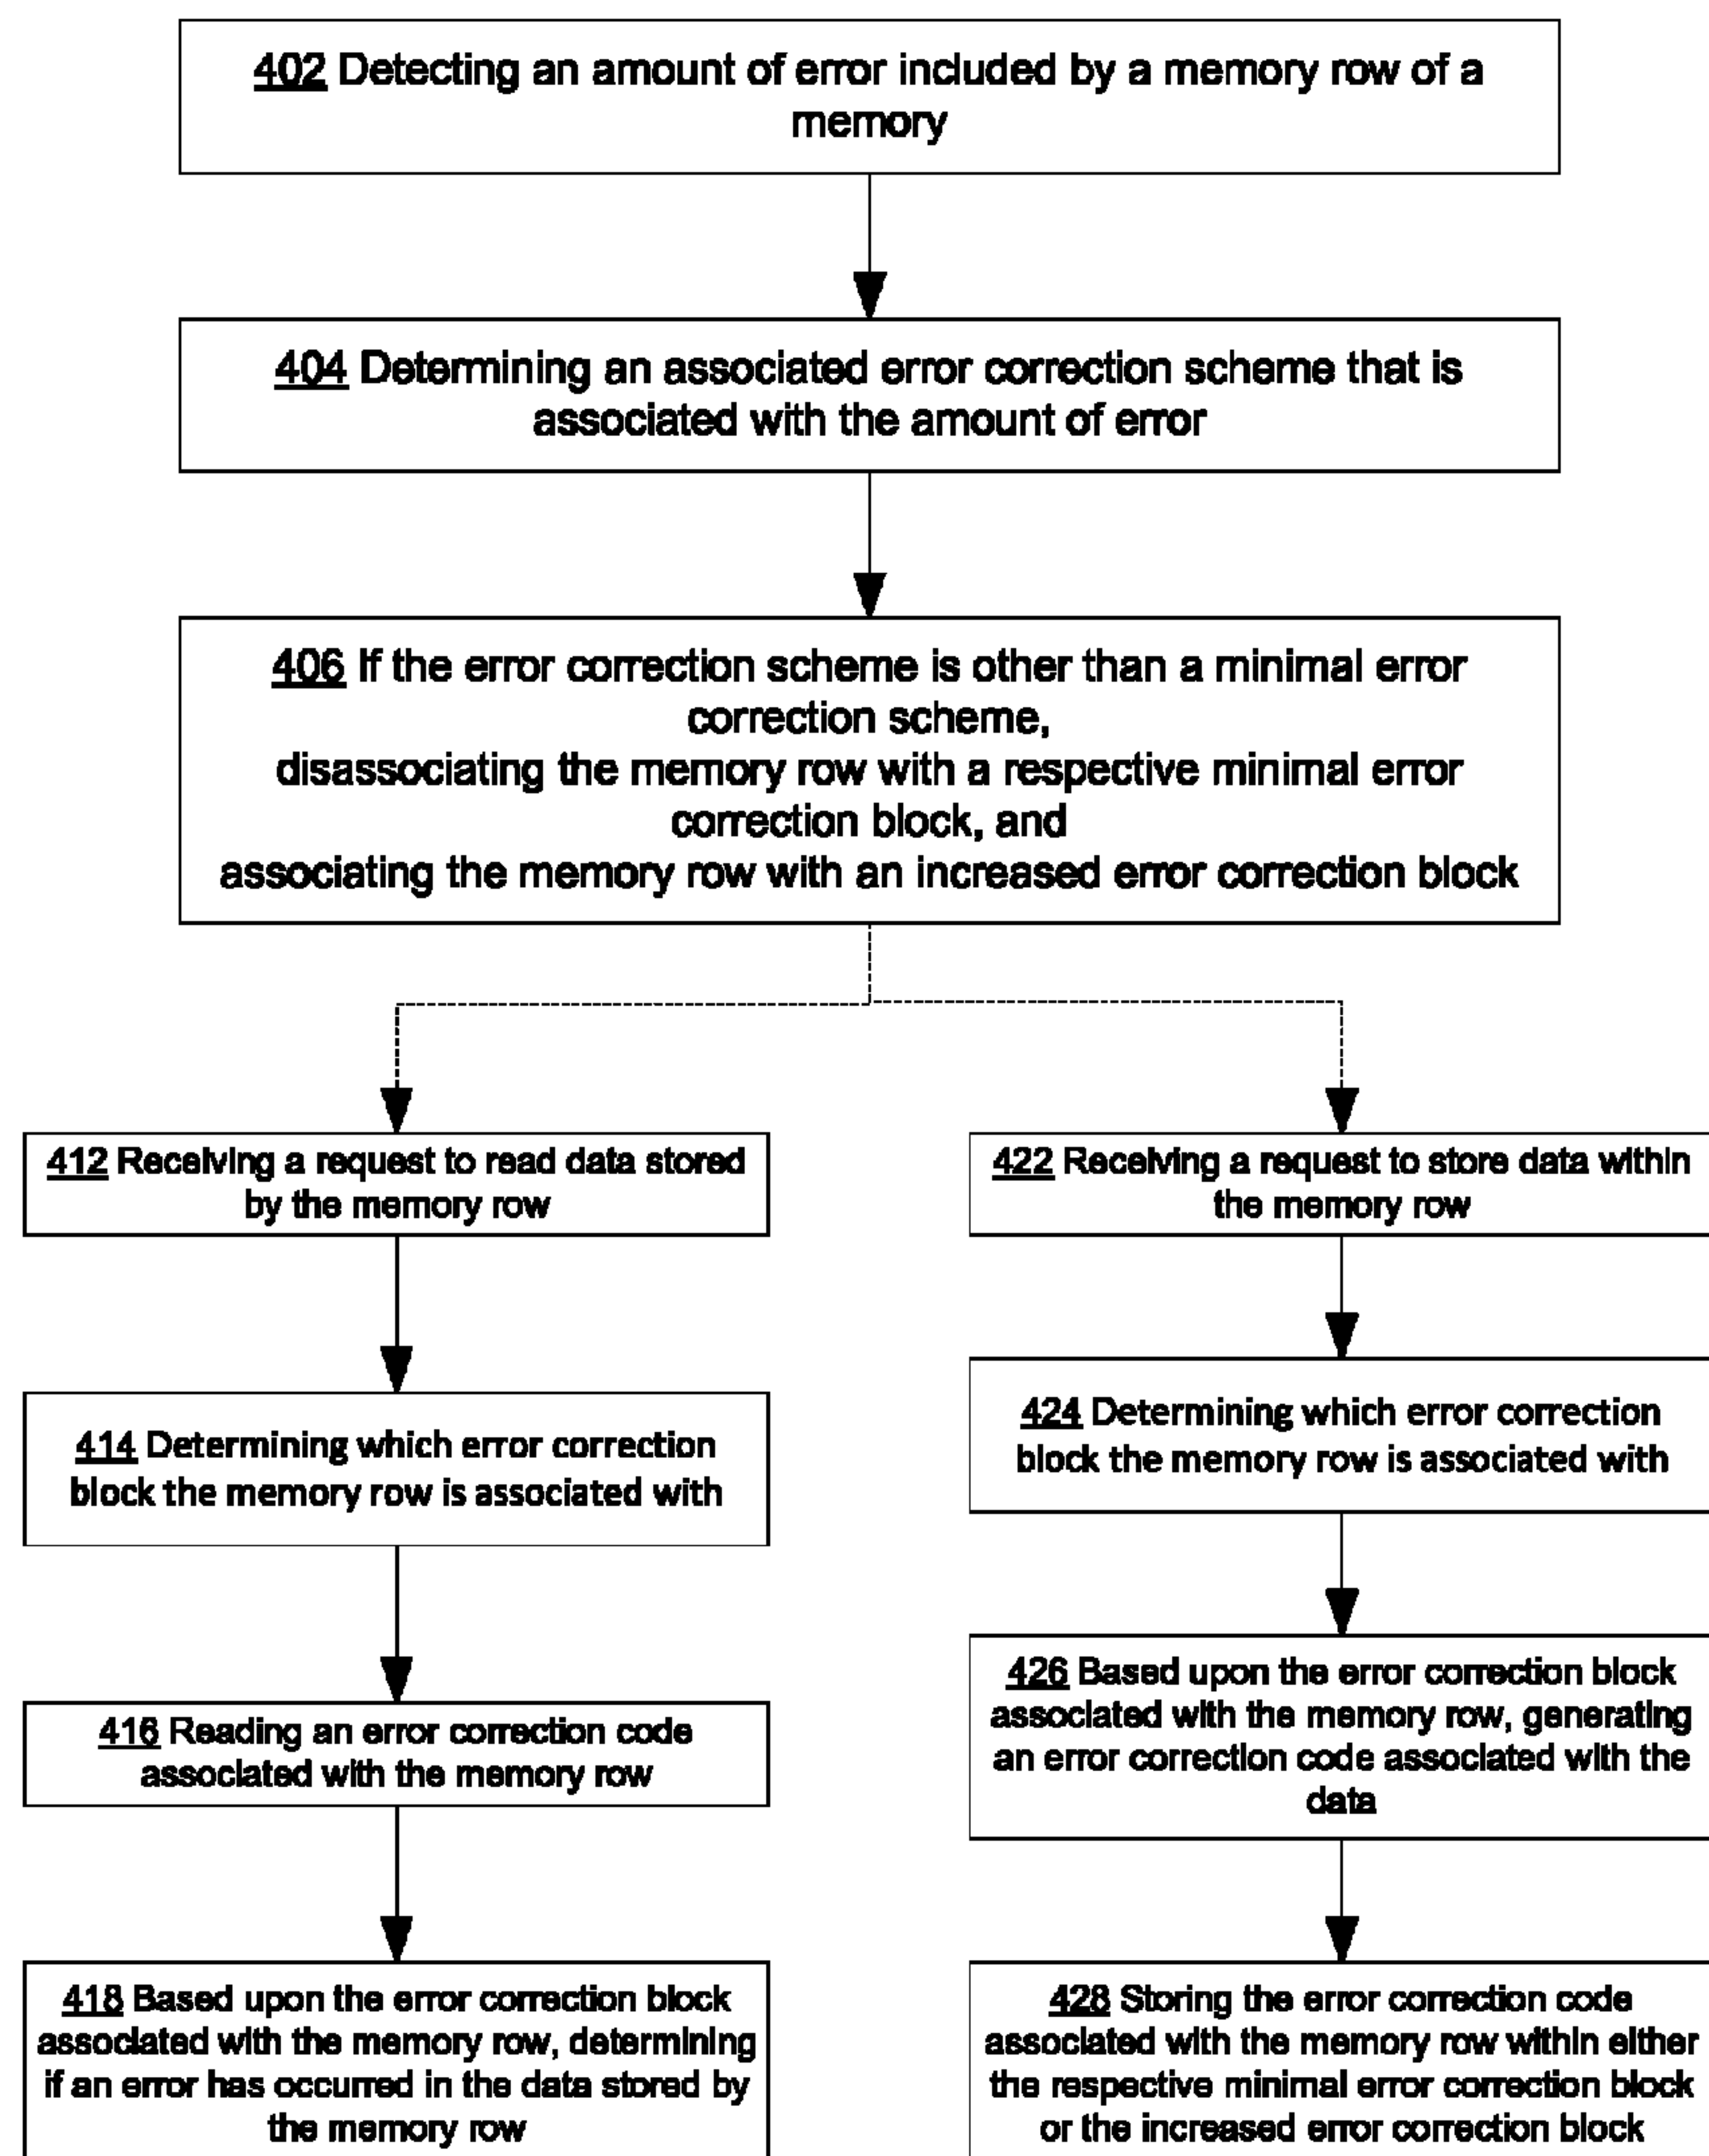 402 Detecting an amount of error included by a memory row of a
memory
404 Determining an associated error correction scheme that is
associated with the amount of error
406 If the error correction scheme is other than a minimal error
correction scheme,
disassociating the memory row with a respective minimal error
correction block, and
associating the memory row with an increased error correction block
412 Receiving a request to read data stored
by the memory row
414 Determining which error correction
block the memory row is associated with
416 Reading an error correction code
associated with the memory row
418 Based upon the error correction block
associated with the memory row, determining
if an error has occurred in the data stored by
the memory row
422 Receiving a request to store data within
the memory row
424 Determining which error correction
block the memory row is associated with
426 Based upon the error correction block
associated with the memory row, generating
an error correction code associated with the
data
428 Storing the error correction code
associated with the memory row within either
the respective minimal error correction block
or the increased error correction block